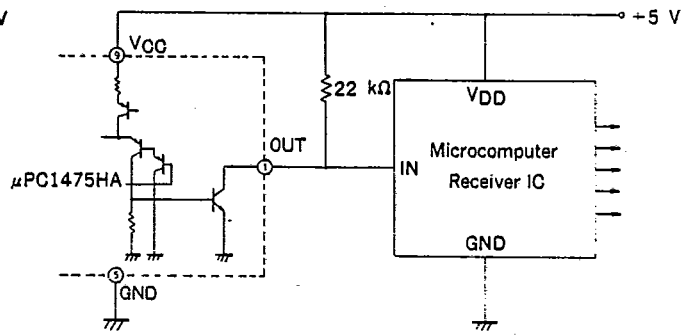 V
+5 V
9
VCC
22 kΩ
VDD
OUT
1
IN
Microcomputer
Receiver IC
μPC1475HA
GND
5
GND